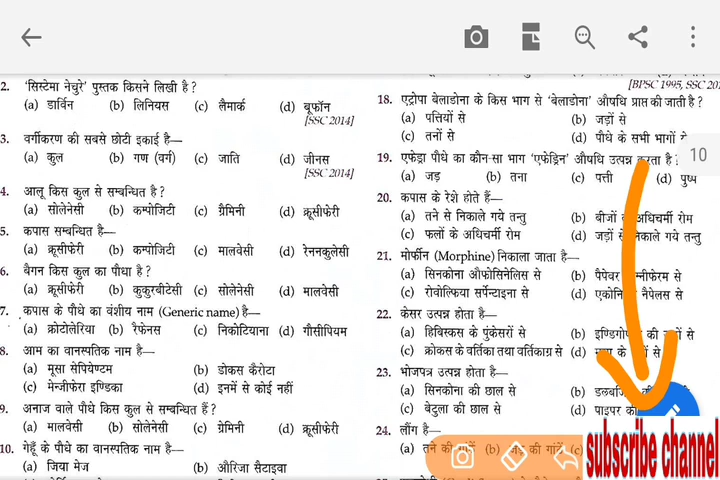 2. 'सिस्टेमा नेचुरे' पुस्तक किसने लिखी है ?
(a) डार्विन (b) लिनियस (c) लैमार्क (d) बूफॉन
[SSC 2014]
3. वर्गीकरण की सबसे छोटी इकाई है—
(a) कुल (b) गण (वर्ग) (c) जाति (d) जीनस
[SSC 2014]
4. आलू किस कुल से सम्बन्धित है ?
(a) सोलेनेसी (b) कम्पोजिटी (c) ग्रैमिनी (d) क्रूसीफेरी
5. कपास सम्बन्धित है—
(a) क्रूसीफेरी (b) कम्पोजिटी (c) मालवेसी (d) रेननकुलेसी
6. बैगन किस कुल का पौधा है ?
(a) क्रूसीफेरी (b) कुकुरबीटेसी (c) सोलेनेसी (d) मालवेसी
7. कपास के पौधे का वंशीय नाम (Generic name) है—
(a) क्रोटोलेरिया (b) रैफेनस (c) निकोटियाना (d) गौसीपियम
8. आम का वानस्पतिक नाम है—
(a) मूसा सेपियेण्टम (b) डोकस कैरोटा
(c) मेन्जीफेरा इण्डिका (d) इनमें से कोई नहीं
9. अनाज वाले पौधे किस कुल से सम्बन्धित हैं ?
(a) मालवेसी (b) सोलेनेसी (c) ग्रेमिनी (d) क्रूसीफेरी
10. गेहूँ के पौधे का वानस्पतिक नाम है—
(a) जिया मेज (b) औरिजा सैटाइवा
[BPSC 1995, SSC 20
18. एट्रोपा बेलाडोना के किस भाग से 'बेलाडोना' औषधि प्राप्त की जाती है ?
(a) पत्तियों से (b) जड़ों से
(c) तनों से (d) पौधे के सभी भागों से
19. एफेड्रा पौधे का कौन-सा भाग 'एफेड्रिन' औषधि उत्पन्न करता है ?
(a) जड़ (b) तना (c) पत्ती (d) पुष्प
10
20. कपास के रेशे होते हैं—
(a) तने से निकाले गये तन्तु (b) बीजों अधिचर्मी रोम
(c) फलों के अधिचर्मी रोम (d) जड़ों निकाले गये तन्तु
21. मोर्फीन (Morphine) निकाला जाता है—
(a) सिनकोना ऑफीसिनेलिस से (b) पैपेवर म्नीफेरम से
(c) रोवोल्फिया सर्पेन्टाइना से (d) एकोनि नैपेलस से
22. केसर उत्पन्न होता है—
(a) हिबिस्कस के पुंकेसरों से (b) इण्डिगोफ की से
(c) क्रोकस के वर्तिका तथा वर्तिकाग्र से (d) के से
23. भोजपत्र उत्पन्न होता है—
(a) सिनकोना की छाल से (b) डलबर्जि
(c) बेटुला की छाल से (d) पाइपर की
24. लौंग है—
(a) तने की गाँठें (b) जड़ की गाठें (c)
subscribe channel